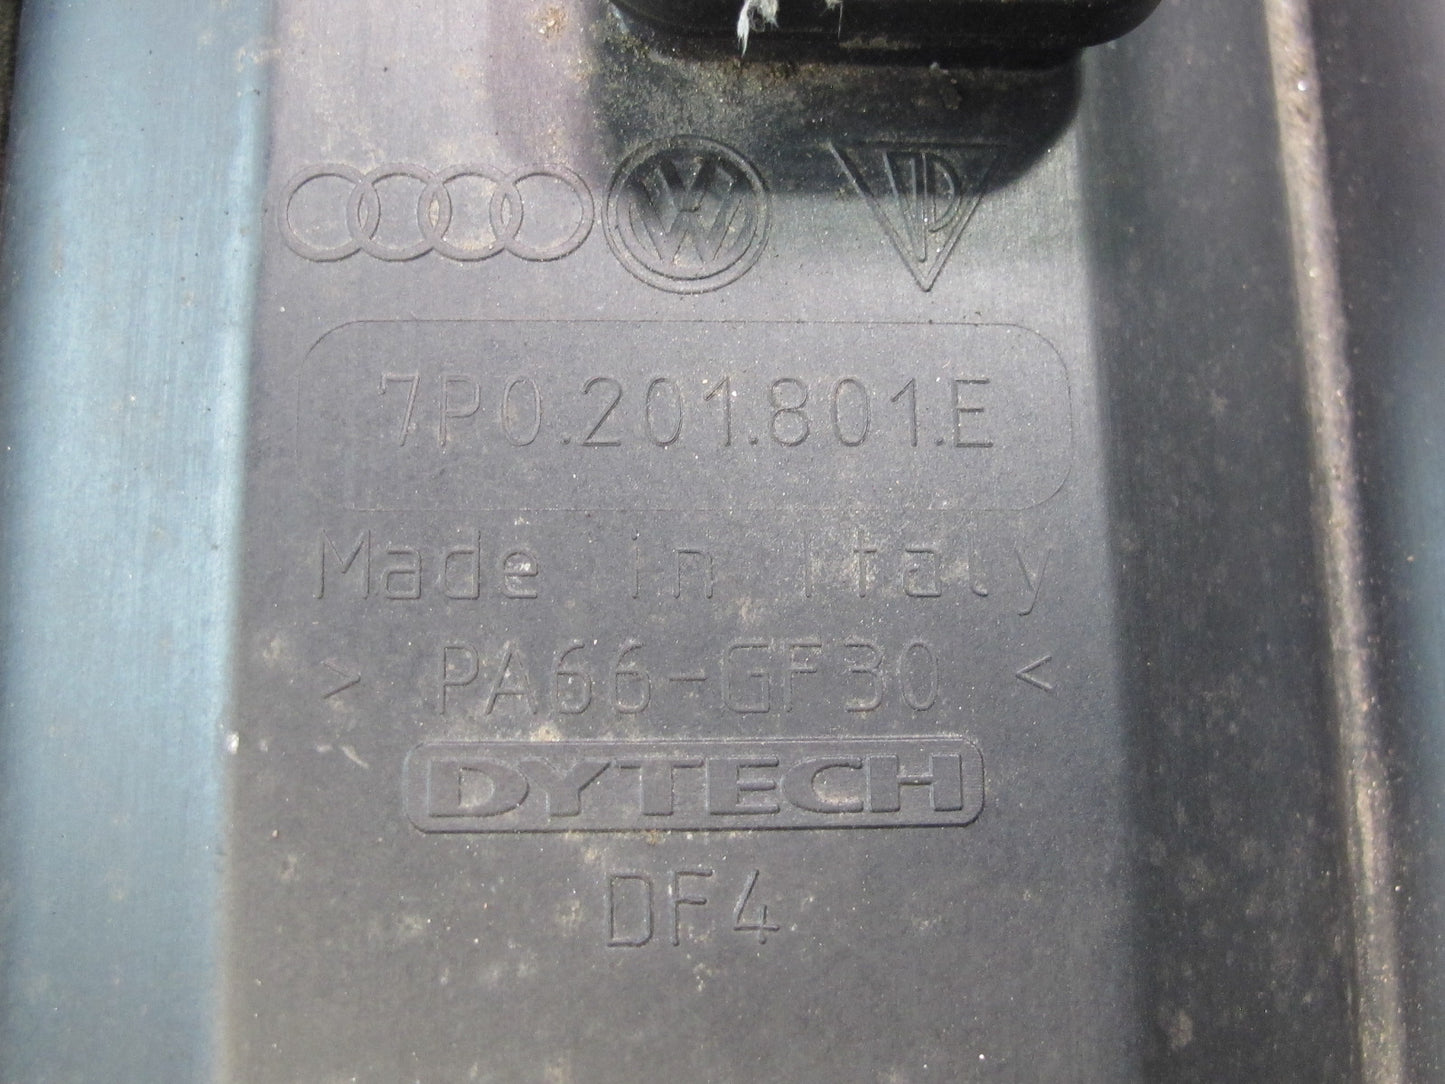 7P0.201.801.E
Made in Italy
> PA66-GF30 <
DYTECH
DF4